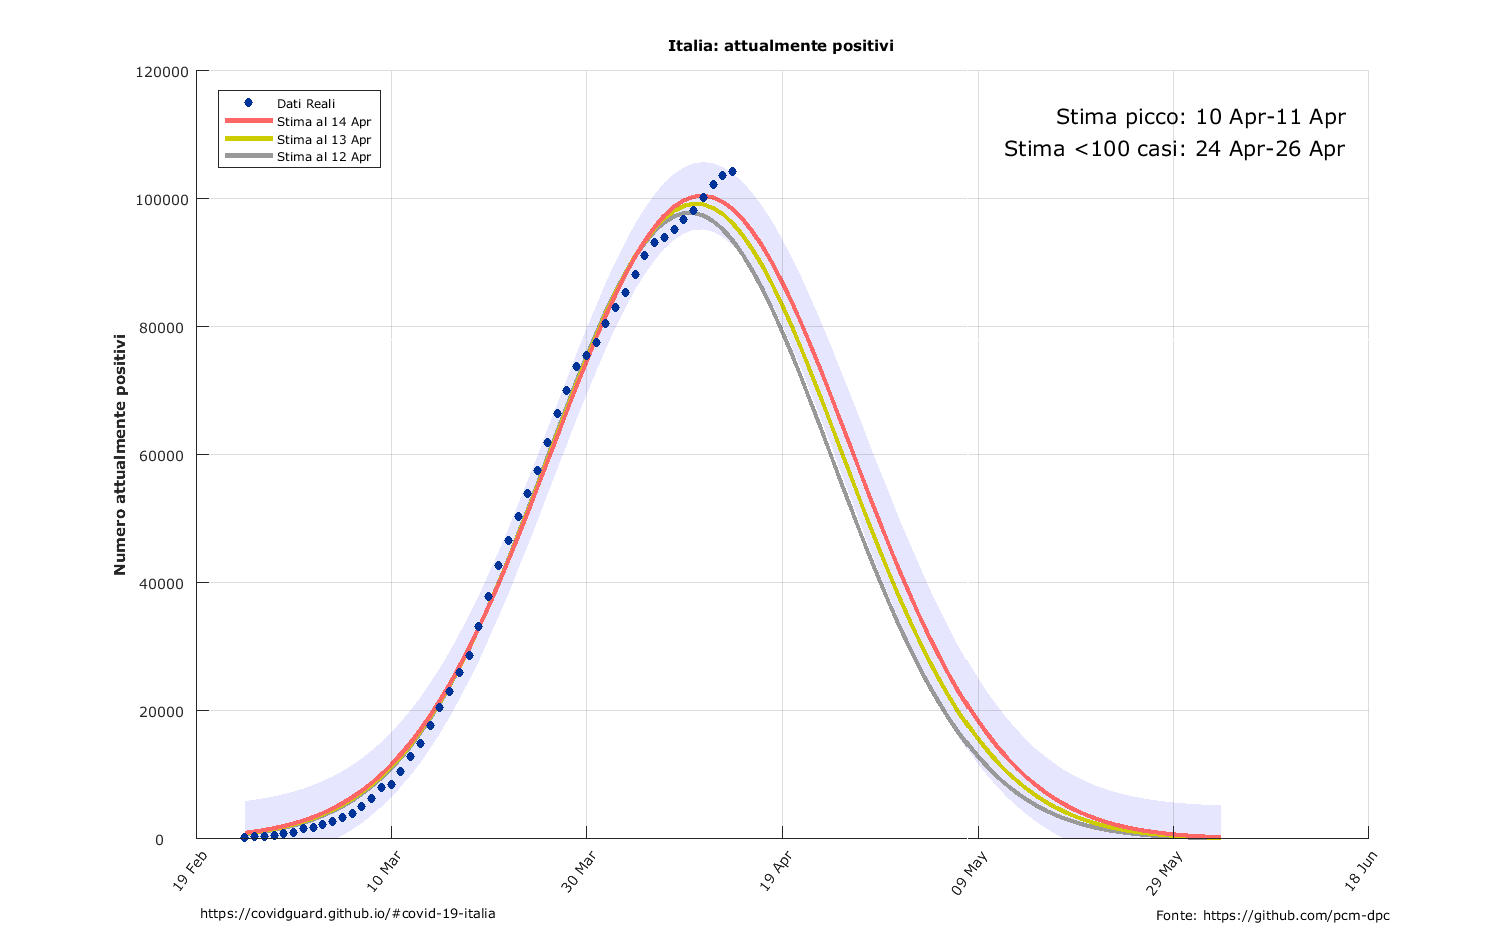 Italia: attualmente positivi
120000
100000
80000
60000
40000
20000
0
Numero attualmente positivi
Dati Reali
Stima al 14 Apr
Stima al 13 Apr
Stima al 12 Apr
Stima picco: 10 Apr-11 Apr
Stima <100 casi: 24 Apr-26 Apr
19 Feb
10 Mar
30 Mar
19 Apr
09 May
29 May
18 Jun
https://covidguard.github.io/#covid-19-italia
Fonte: https://github.com/pcm-dpc